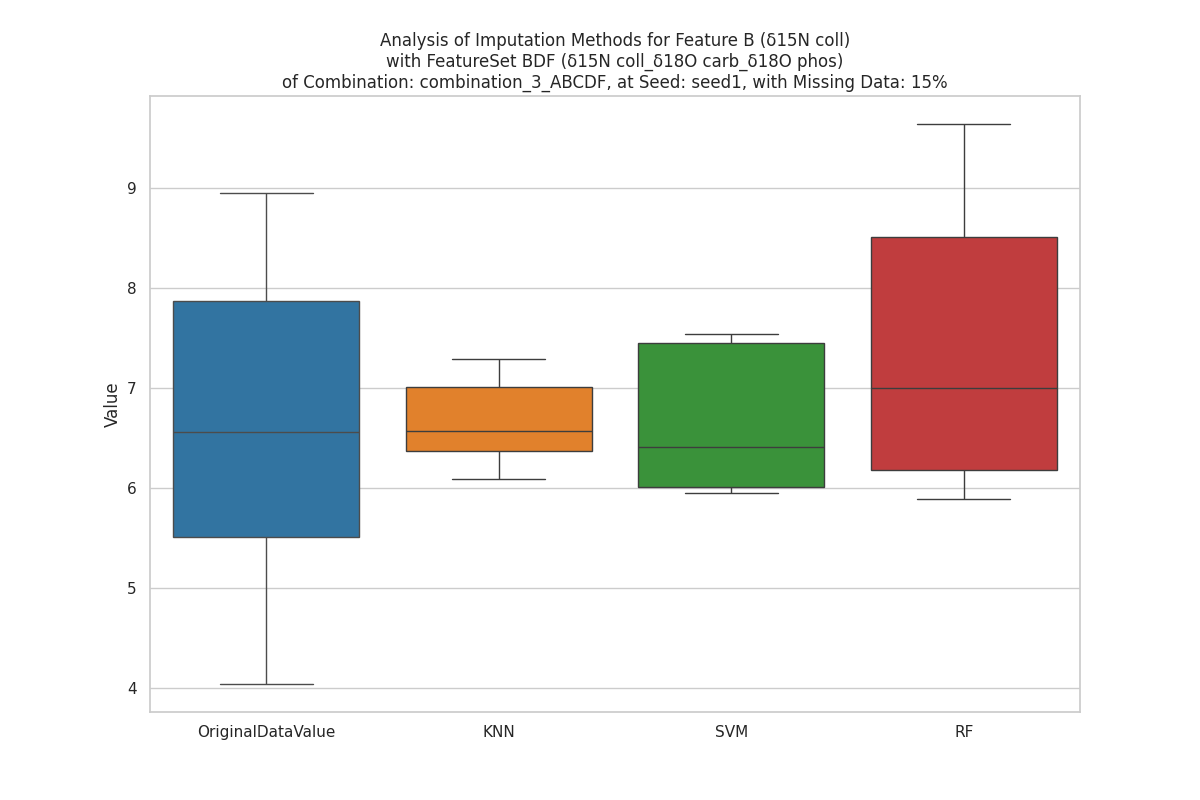 Analysis of Imputation Methods for Feature B (δ15N coll)
with FeatureSet BDF (δ15N coll_δ18O carb_δ18O phos)
of Combination: combination_3_ABCDF, at Seed: seed1, with Missing Data: 15%
Value
9
8
7
6
5
4
OriginalDataValue KNN SVM RF